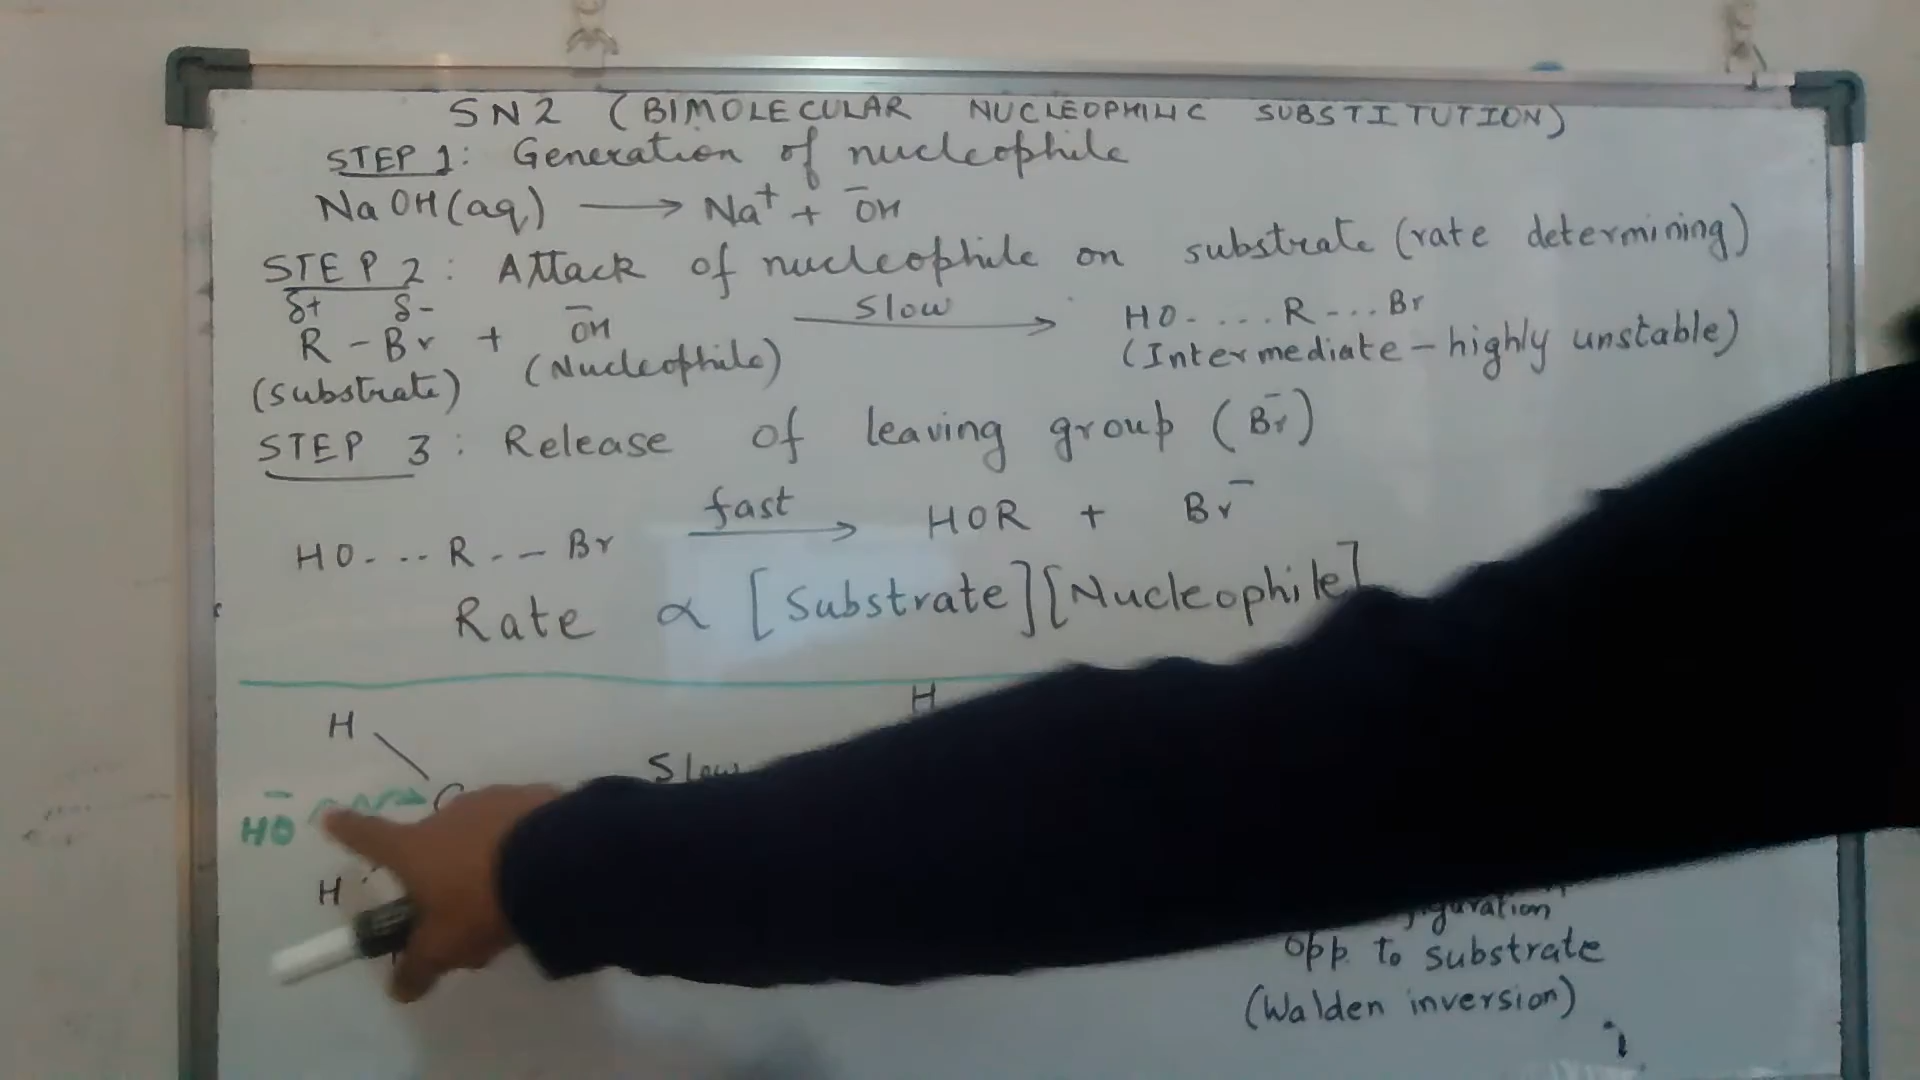 SN2 (BIMOLECULAR NUCLEOPHILIC SUBSTITUTION)
STEP 1: Generation of nucleophile
NaOH(aq) ⟶ Na⁺ + ⁻OH
STEP 2: Attack of nucleophile on substrate (rate determining)
δ+ δ-
R - Br + ⁻OH Slow ⟶ HO-....R-...Br
(Substrate) (Nucleophile) (Intermediate - highly unstable)
STEP 3: Release of leaving group (Br⁻)
HO-...R-.-Br fast ⟶ HOR + Br⁻
Rate ∝ [Substrate][Nucleophile]
H H
Slow
HO⁻ C
H
opp. to substrate
(Walden inversion)